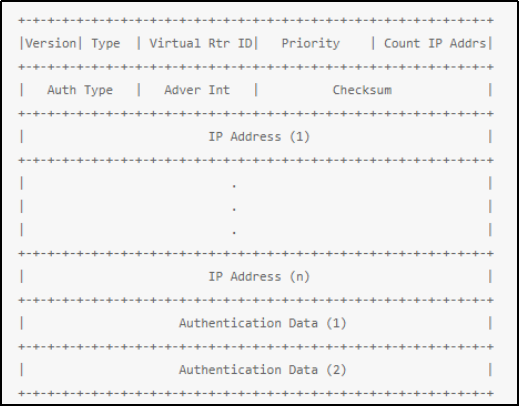 +-+-+-+-+-+-+-+-+-+-+-+-+-+-+-+-+-+-+-+-+-+-+-+-+-+-+-+-+-+-+-+-+
|Version| Type  | Virtual Rtr ID|   Priority    | Count IP Addrs|
+-+-+-+-+-+-+-+-+-+-+-+-+-+-+-+-+-+-+-+-+-+-+-+-+-+-+-+-+-+-+-+-+
|   Auth Type   |   Adver Int   |          Checksum             |
+-+-+-+-+-+-+-+-+-+-+-+-+-+-+-+-+-+-+-+-+-+-+-+-+-+-+-+-+-+-+-+-+
|                         IP Address (1)                        |
+-+-+-+-+-+-+-+-+-+-+-+-+-+-+-+-+-+-+-+-+-+-+-+-+-+-+-+-+-+-+-+-+
|                            .                                  |
|                            .                                  |
|                            .                                  |
+-+-+-+-+-+-+-+-+-+-+-+-+-+-+-+-+-+-+-+-+-+-+-+-+-+-+-+-+-+-+-+-+
|                         IP Address (n)                        |
+-+-+-+-+-+-+-+-+-+-+-+-+-+-+-+-+-+-+-+-+-+-+-+-+-+-+-+-+-+-+-+-+
|                     Authentication Data (1)                   |
+-+-+-+-+-+-+-+-+-+-+-+-+-+-+-+-+-+-+-+-+-+-+-+-+-+-+-+-+-+-+-+-+
|                     Authentication Data (2)                   |
+-+-+-+-+-+-+-+-+-+-+-+-+-+-+-+-+-+-+-+-+-+-+-+-+-+-+-+-+-+-+-+-+